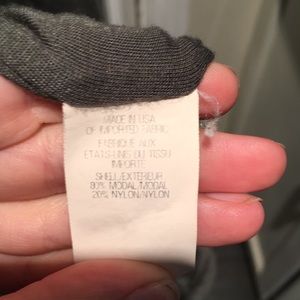 MADE IN USA
OF IMPORTED FABRIC
FABRIQUE AUX
ETATS-UNIS DU TISSU
IMPORTE
SHELL/EXTERIEUR
80% MODAL/MODAL
20% NYLON/NYLON